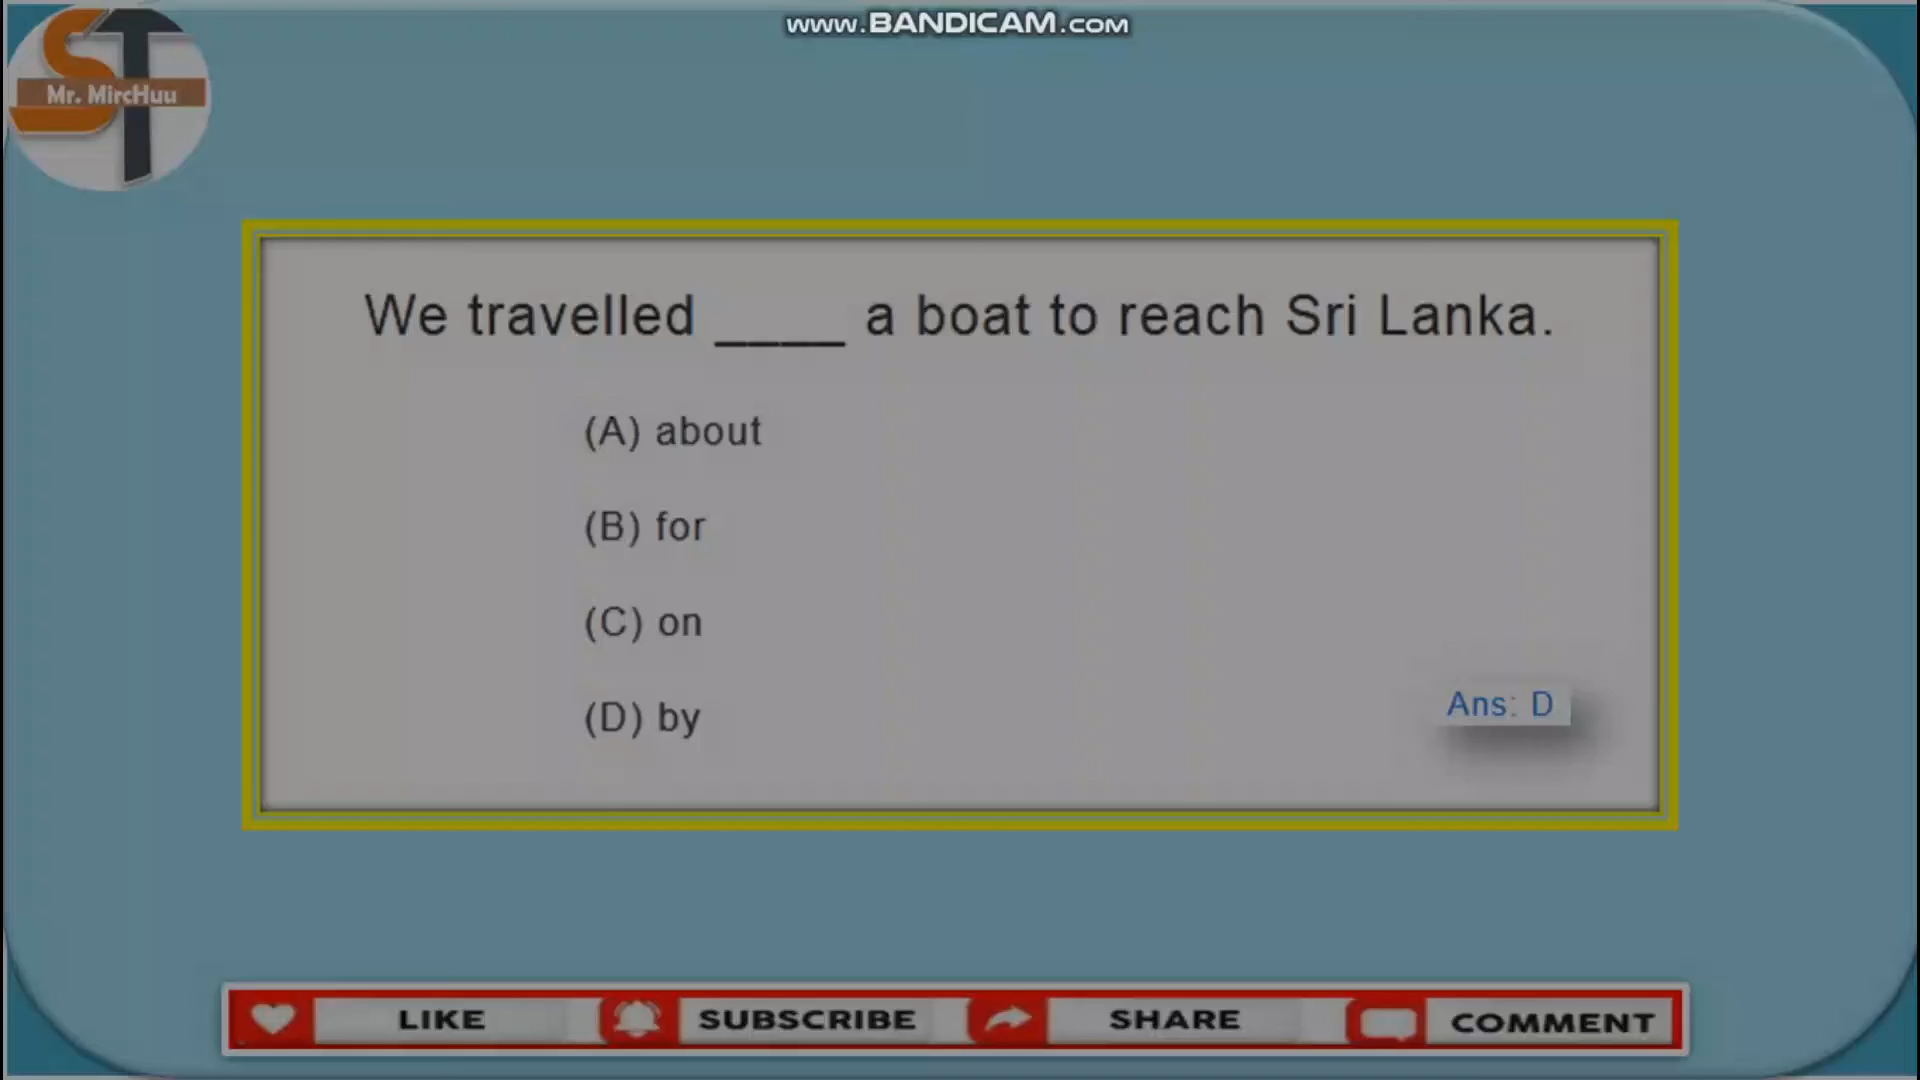 www.BANDICAM.com
ST
Mr. MircHuu
We travelled ____ a boat to reach Sri Lanka.
(A) about
(B) for
(C) on
(D) by
Ans: D
LIKE SUBSCRIBE SHARE COMMENT